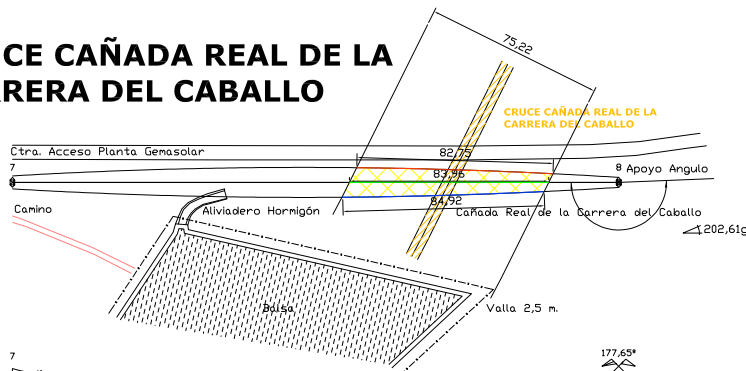 CE CAÑADA REAL DE LA
RERA DEL CABALLO
75,22
CRUCE CAÑADA REAL DE LA
CARRERA DEL CABALLO
Ctra. Acceso Planta Gemasolar
82,75
7
83,96
8 Apoyo Angulo
84,92
Camino
Aliviadero Hormigón
Cañada Real de la Carrera del Caballo
202,61g
Balsa
Valla 2,5 m.
7
177,65º